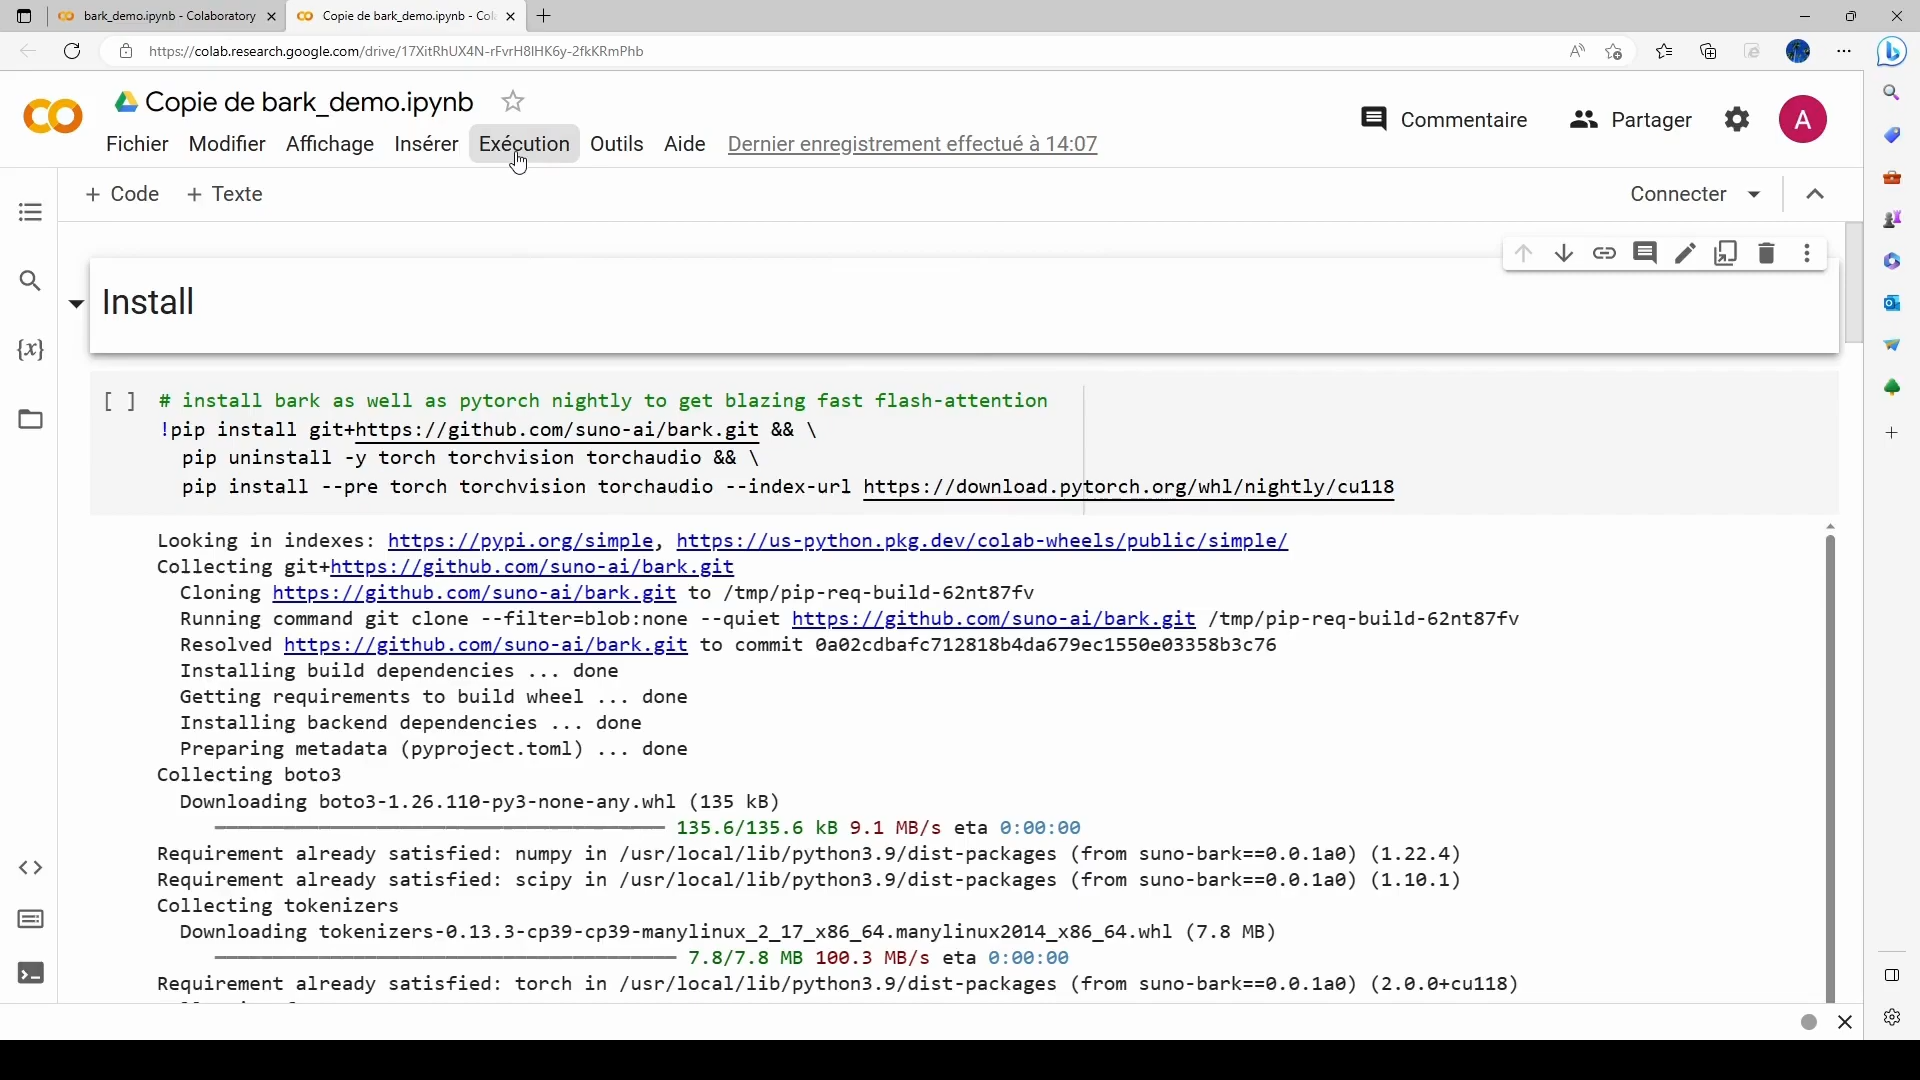 bark_demo.ipynb - Colaboratory
Copie de bark_demo.ipynb - Col
https://colab.research.google.com/drive/17XitRhUX4N-rFvrH8IHK6y-2fkKRmPhb
Copie de bark_demo.ipynb
Commentaire
Partager
A
Fichier Modifier Affichage Insérer Exécution Outils Aide Dernier enregistrement effectué à 14:07
+ Code + Texte
Connecter
Install
[ ] # install bark as well as pytorch nightly to get blazing fast flash-attention
!pip install git+https://github.com/suno-ai/bark.git && \
pip uninstall -y torch torchvision torchaudio && \
pip install --pre torch torchvision torchaudio --index-url https://download.pytorch.org/whl/nightly/cu118
Looking in indexes: https://pypi.org/simple, https://us-python.pkg.dev/colab-wheels/public/simple/
Collecting git+https://github.com/suno-ai/bark.git
Cloning https://github.com/suno-ai/bark.git to /tmp/pip-req-build-62nt87fv
Running command git clone --filter=blob:none --quiet https://github.com/suno-ai/bark.git /tmp/pip-req-build-62nt87fv
Resolved https://github.com/suno-ai/bark.git to commit 0a02cdbafc712818b4da679ec1550e03358b3c76
Installing build dependencies ... done
Getting requirements to build wheel ... done
Installing backend dependencies ... done
Preparing metadata (pyproject.toml) ... done
Collecting boto3
Downloading boto3-1.26.110-py3-none-any.whl (135 kB)
135.6/135.6 kB 9.1 MB/s eta 0:00:00
Requirement already satisfied: numpy in /usr/local/lib/python3.9/dist-packages (from suno-bark==0.0.1a0) (1.22.4)
Requirement already satisfied: scipy in /usr/local/lib/python3.9/dist-packages (from suno-bark==0.0.1a0) (1.10.1)
Collecting tokenizers
Downloading tokenizers-0.13.3-cp39-cp39-manylinux_2_17_x86_64.manylinux2014_x86_64.whl (7.8 MB)
7.8/7.8 MB 100.3 MB/s eta 0:00:00
Requirement already satisfied: torch in /usr/local/lib/python3.9/dist-packages (from suno-bark==0.0.1a0) (2.0.0+cu118)